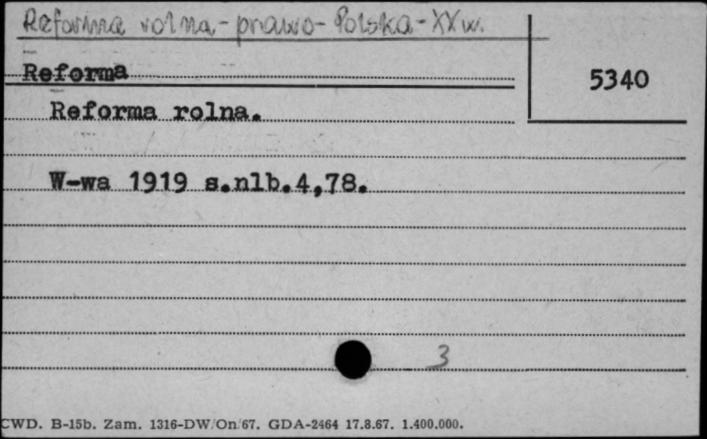 Reforma rolna - prawo - Polska - XX w.
Reforma
5340
Reforma rolna.
W-wa 1919 s.nlb.4,78.
3
CWD. B-15b. Zam. 1316-DW/On/67. GDA-2464 17.8.67. 1.400.000.